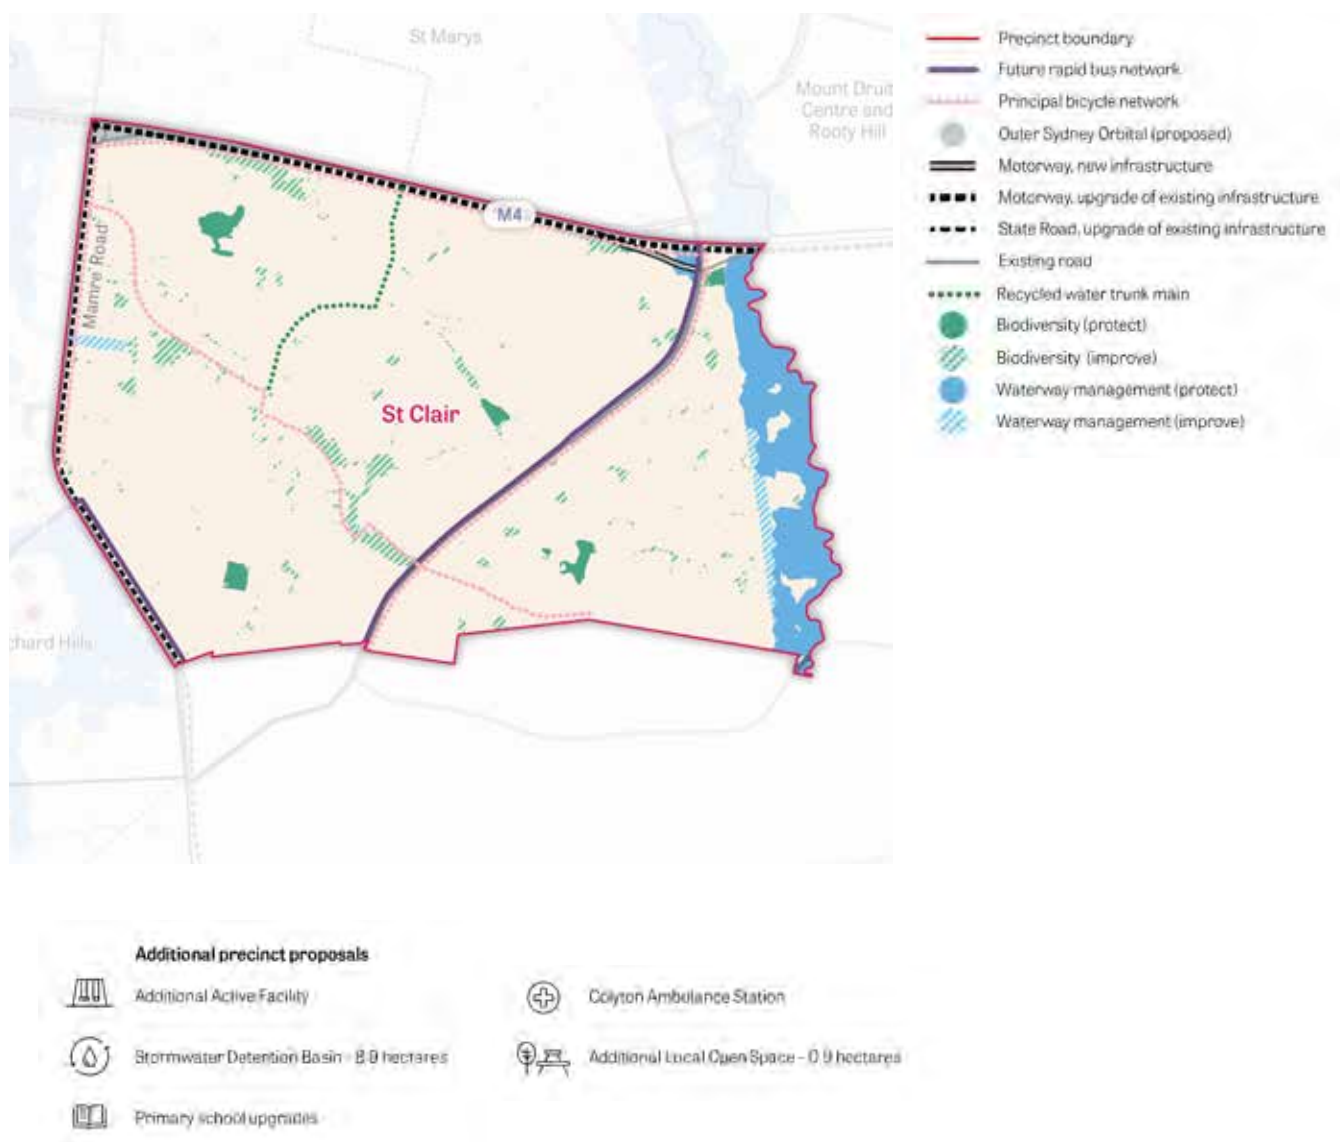 St Marys
Mount Druit
Centre and
Rooty Hill
M4
Mamre Road
St Clair
chard Hills
Precinct boundary
Future rapid bus network
Principal bicycle network
Outer Sydney Orbital (proposed)
Motorway, new infrastructure
Motorway, upgrade of existing infrastructure
State Road, upgrade of existing infrastructure
Existing road
Recycled water trunk main
Biodiversity (protect)
Biodiversity (improve)
Waterway management (protect)
Waterway management (improve)
Additional precinct proposals
Additional Active Facility
Colyton Ambulance Station
Stormwater Detention Basin - hectares
Additional Local Open Space - 0.9 hectares
Primary school upgrades